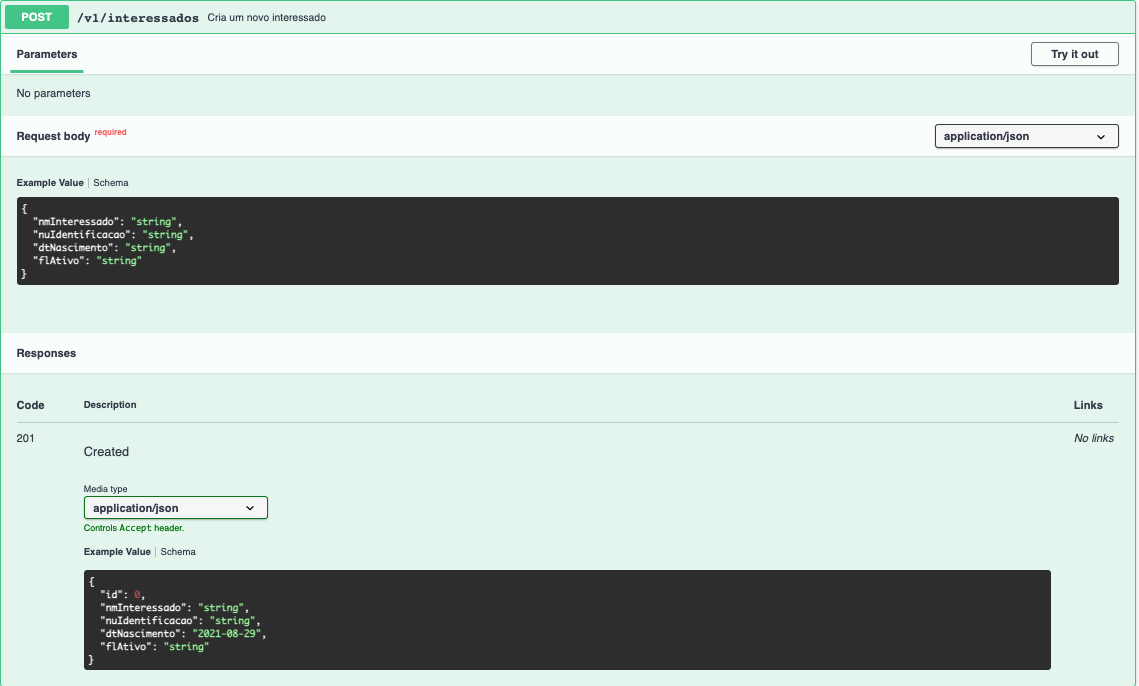 POST /v1/interessados Cria um novo interessado
Parameters
Try it out
No parameters
Request body required
application/json
Example Value | Schema
{
"nmInteressado": "string",
"nuIdentificacao": "string",
"dtNascimento": "string",
"flAtivo": "string"
}
Responses
Code Description Links
201 Created No links
Media type
application/json
Controls Accept header.
Example Value | Schema
{
"id": 0,
"nmInteressado": "string",
"nuIdentificacao": "string",
"dtNascimento": "2021-08-29",
"flAtivo": "string"
}